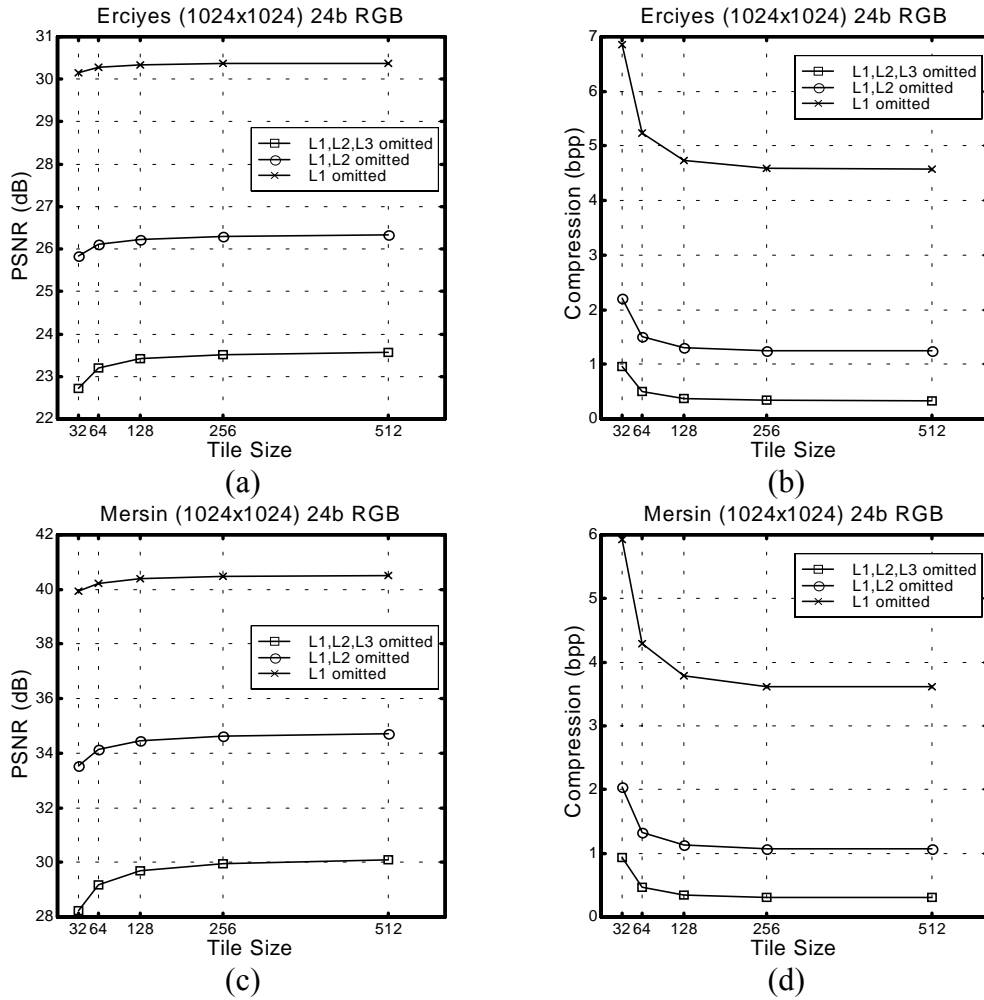 Erciyes (1024x1024) 24b RGB
31
30
29
28
27
26
25
24
23
22
PSNR (dB)
L1,L2,L3 omitted
L1,L2 omitted
L1 omitted
32 64 128 256 512
Tile Size
(a)
Erciyes (1024x1024) 24b RGB
7
6
5
4
3
2
1
0
Compression (bpp)
L1,L2,L3 omitted
L1,L2 omitted
L1 omitted
32 64 128 256 512
Tile Size
(b)
Mersin (1024x1024) 24b RGB
42
40
38
36
34
32
30
28
PSNR (dB)
L1,L2,L3 omitted
L1,L2 omitted
L1 omitted
32 64 128 256 512
Tile Size
(c)
Mersin (1024x1024) 24b RGB
6
5
4
3
2
1
0
Compression (bpp)
L1,L2,L3 omitted
L1,L2 omitted
L1 omitted
32 64 128 256 512
Tile Size
(d)